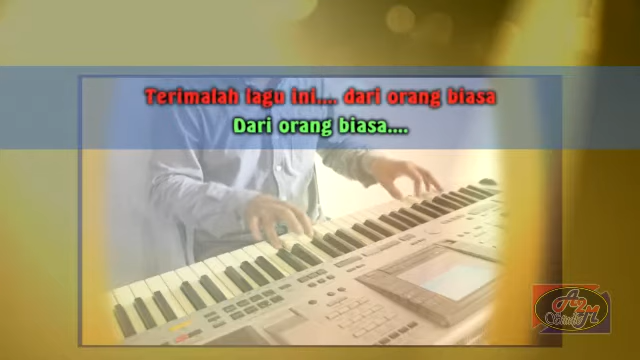 Terimalah lagu ini.... dari orang biasa
Dari orang biasa....